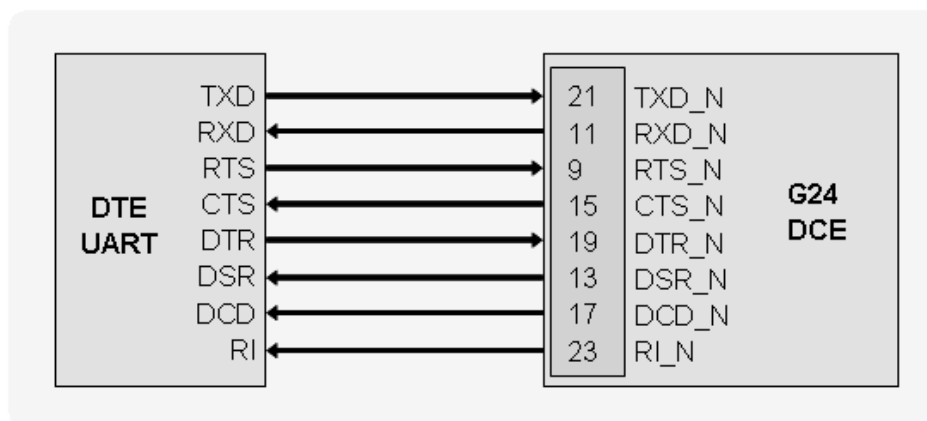 TXD 21 TXD_N
RXD 11 RXD_N
RTS 9 RTS_N
CTS 15 CTS_N
DTR 19 DTR_N
DSR 13 DSR_N
DCD 17 DCD_N
RI 23 RI_N
DTE
UART
G24
DCE